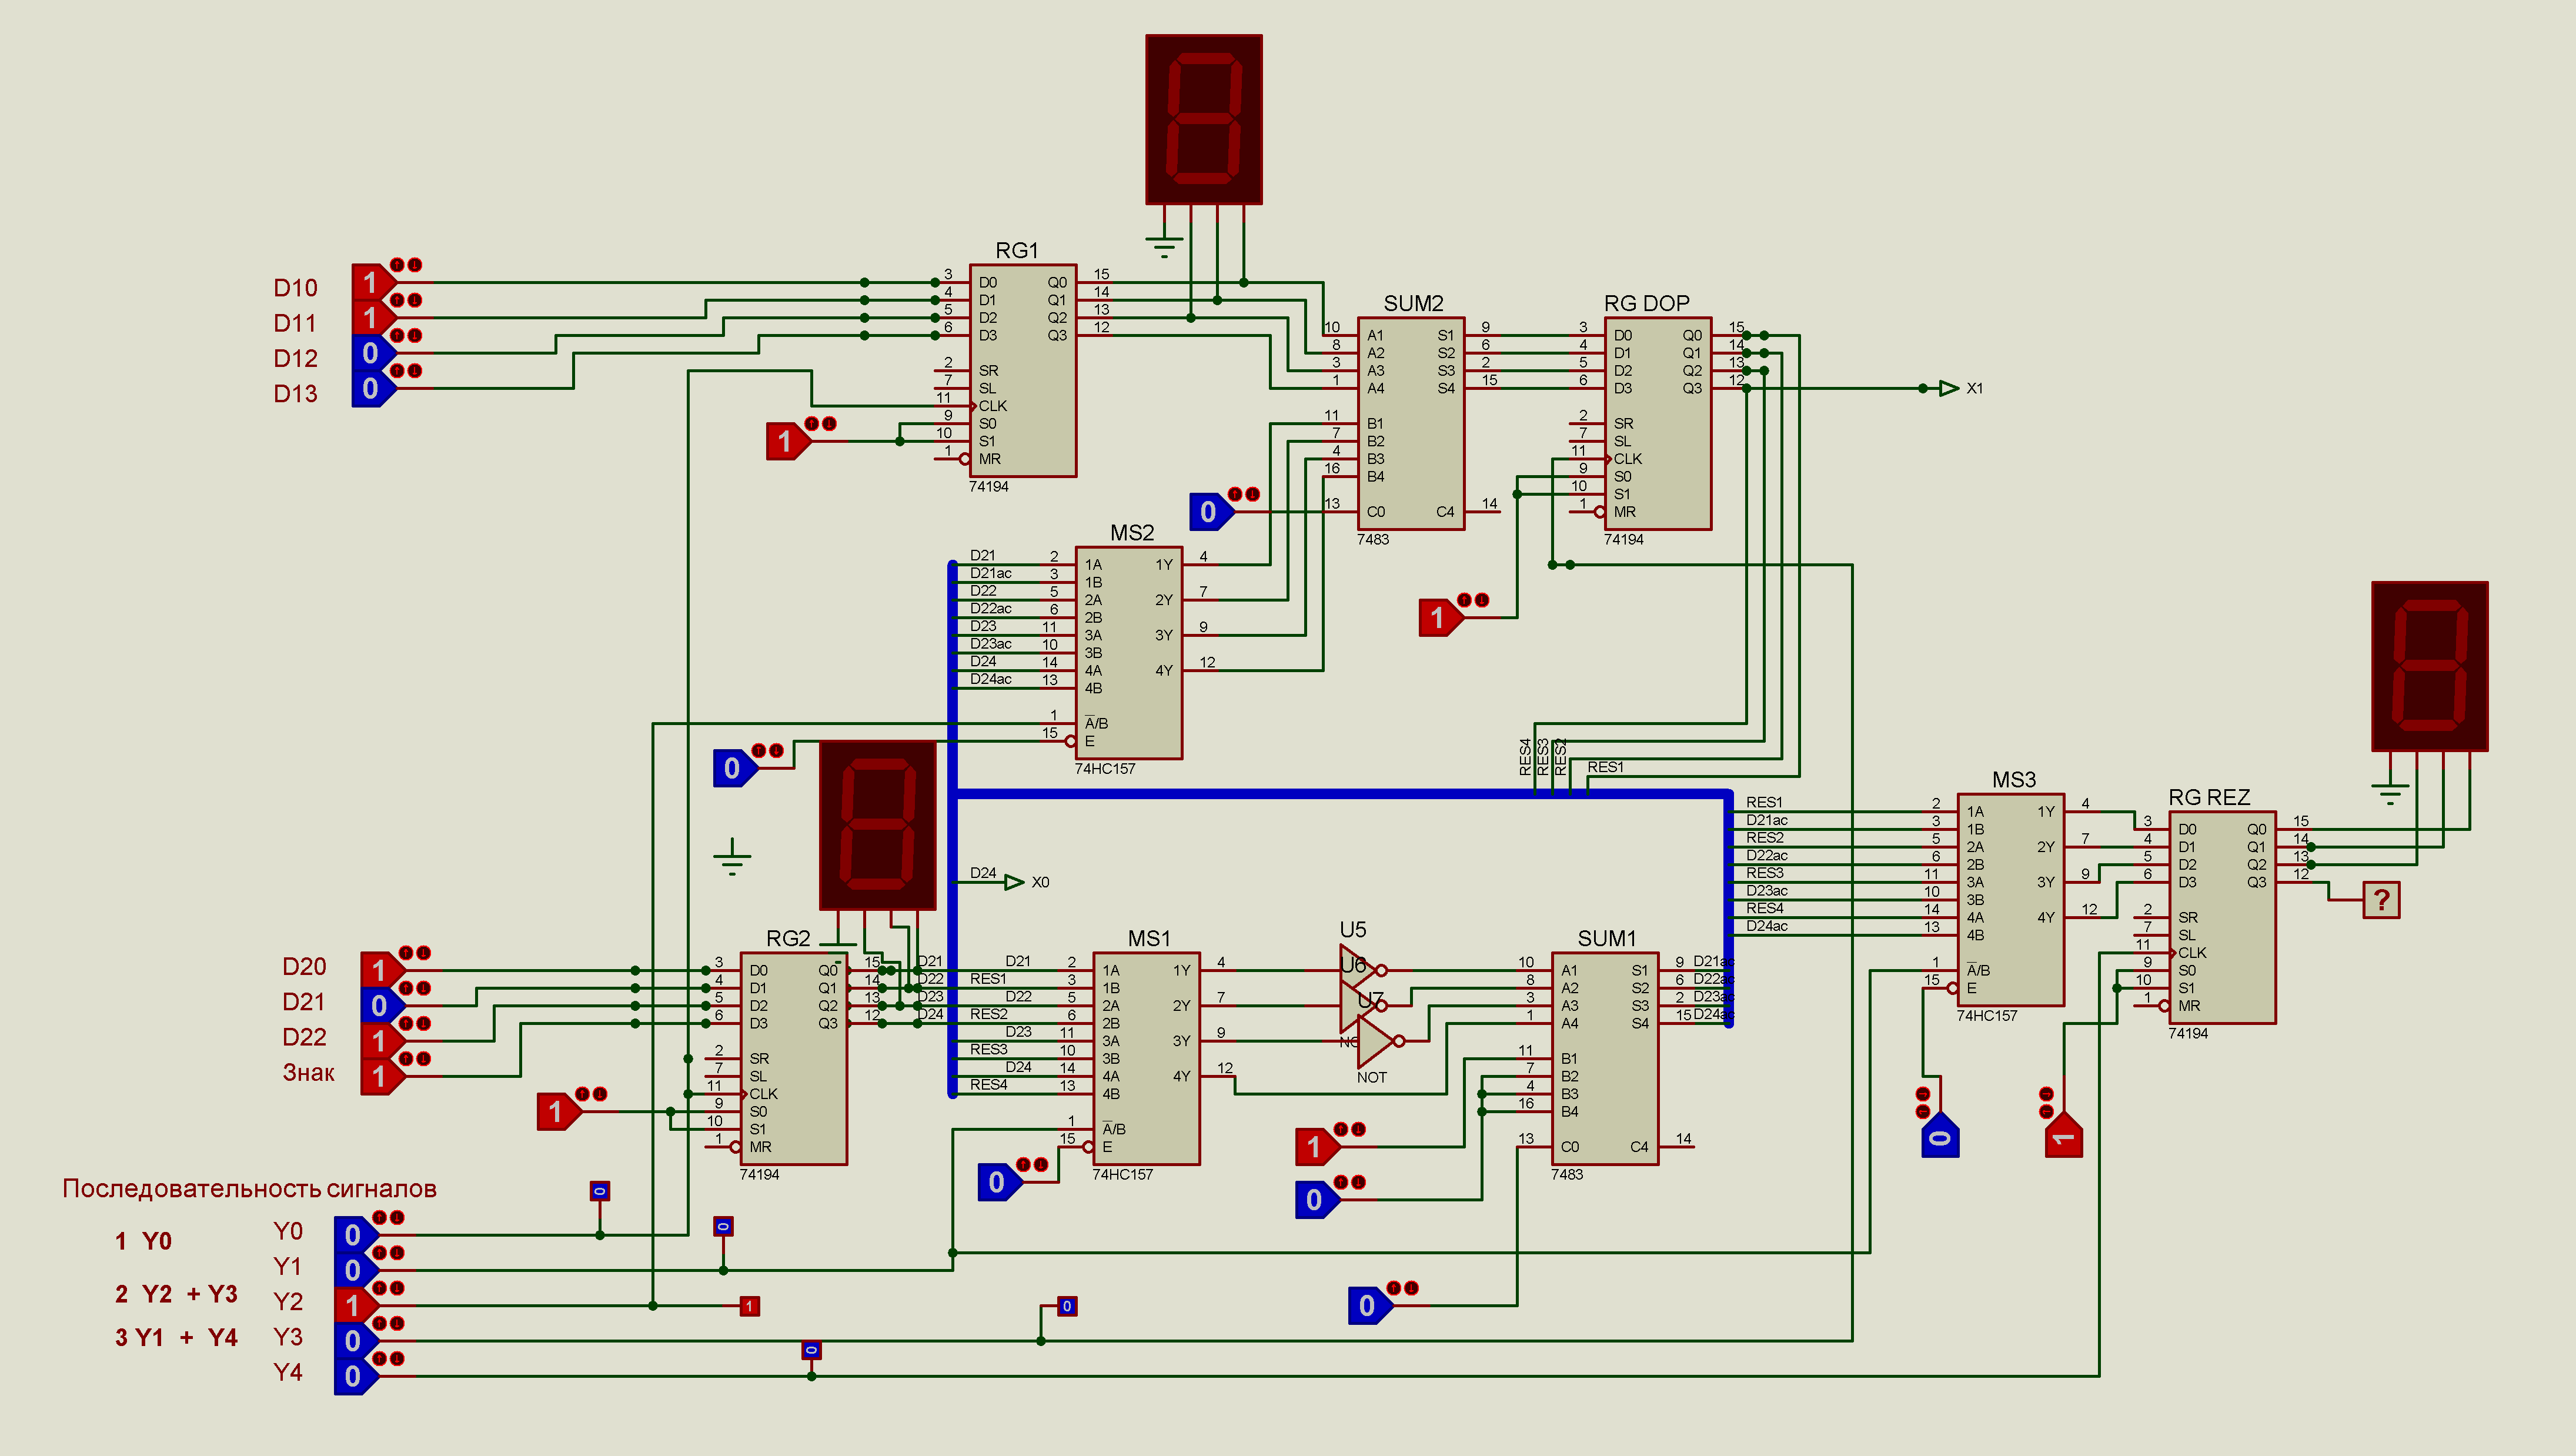 RG1
D10 1
D11 1
D12 0
D13 0
3 D0 Q0 15
4 D1 Q1 14
5 D2 Q2 13
6 D3 Q3 12
2 SR
7 SL
11 CLK
9 S0
10 S1
1 MR
1
74194
SUM2
10 A1 S1 9
8 A2 S2 6
3 A3 S3 2
1 A4 S4 15
11 B1
7 B2
4 B3
16 B4
13 C0 C4 14
0
7483
RG DOP
3 D0 Q0 15
4 D1 Q1 14
5 D2 Q2 13
6 D3 Q3 12
2 SR
7 SL
11 CLK
9 S0
10 S1
1 MR
1
74194
X1
MS2
D21 2 1A 1Y 4
D21ac 3 1B
D22 5 2A 2Y 7
D22ac 6 2B
D23 11 3A 3Y 9
D23ac 10 3B
D24 14 4A 4Y 12
D24ac 13 4B
1 A/B
15 E
0
74HC157
RES4
RES3
RES2
RES1
D24 X0
RG2
D20 1
D21 0
D22 1
Знак 1
3 D0 Q0 15 D21
4 D1 Q1 14 D22
5 D2 Q2 13 D23
6 D3 Q3 12 D24
2 SR
7 SL
11 CLK
9 S0
10 S1
1 MR
1
74194
MS1
D21 2 1A 1Y 4
RES1 3 1B
D22 5 2A 2Y 7
RES2 6 2B
D23 11 3A 3Y 9
RES3 10 3B
D24 14 4A 4Y 12
RES4 13 4B
1 A/B
15 E
0
74HC157
U5
U6
U7
NOT
SUM1
10 A1 S1 9 D21ac
8 A2 S2 6 D22ac
3 A3 S3 2 D23ac
1 A4 S4 15 D24ac
11 B1
7 B2
4 B3
16 B4
13 C0 C4 14
1
0
0
7483
MS3
RES1 2 1A 1Y 4
D21ac 3 1B
RES2 5 2A 2Y 7
D22ac 6 2B
RES3 11 3A 3Y 9
D23ac 10 3B
RES4 14 4A 4Y 12
D24ac 13 4B
1 A/B
15 E
0
74HC157
RG REZ
3 D0 Q0 15
4 D1 Q1 14
5 D2 Q2 13
6 D3 Q3 12
?
2 SR
7 SL
11 CLK
9 S0
10 S1
1 MR
1
74194
Последовательность сигналов
1 Y0
2 Y2 + Y3
3 Y1 + Y4
Y0 0 0
Y1 0 0
Y2 1 1
Y3 0 0
Y4 0 0